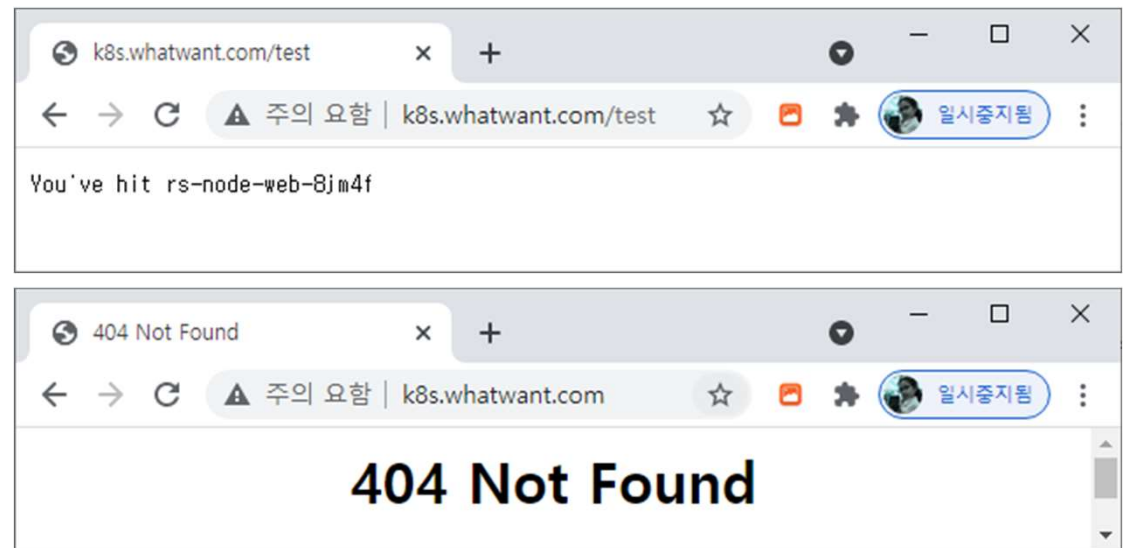 k8s.whatwant.com/test
주의 요함 | k8s.whatwant.com/test 일시중지됨
You've hit rs-node-web-8jm4f
404 Not Found
주의 요함 | k8s.whatwant.com 일시중지됨
404 Not Found